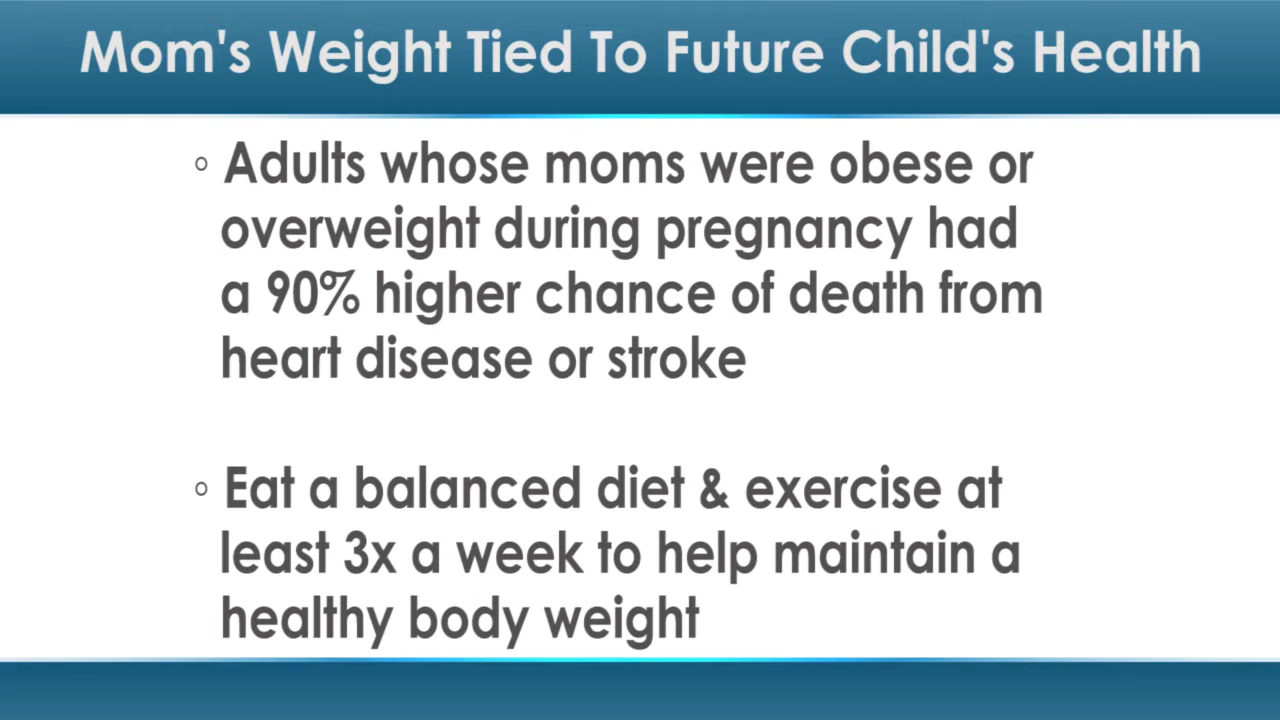 Mom's Weight Tied To Future Child's Health
◦ Adults whose moms were obese or
overweight during pregnancy had
a 90% higher chance of death from
heart disease or stroke
◦ Eat a balanced diet & exercise at
least 3x a week to help maintain a
healthy body weight